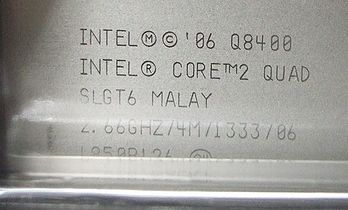 INTEL Ⓜ © '06 Q8400
INTEL® CORE™2 QUAD
SLGT6 MALAY
2.66GHZ/4M/1333/06